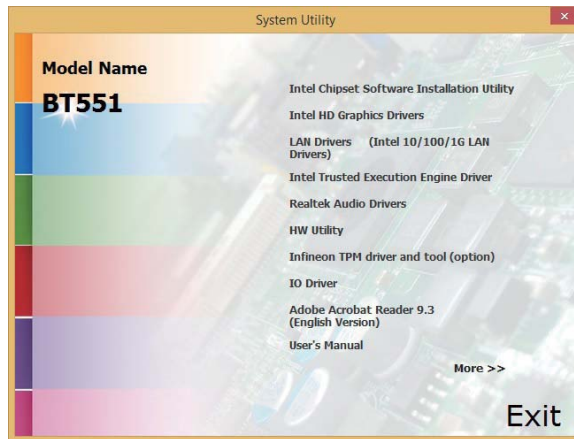 System Utility
x
Model Name
BT551
Intel Chipset Software Installation Utility
Intel HD Graphics Drivers
LAN Drivers (Intel 10/100/1G LAN
Drivers)
Intel Trusted Execution Engine Driver
Realtek Audio Drivers
HW Utility
Infineon TPM driver and tool (option)
IO Driver
Adobe Acrobat Reader 9.3
(English Version)
User's Manual
More >>
Exit